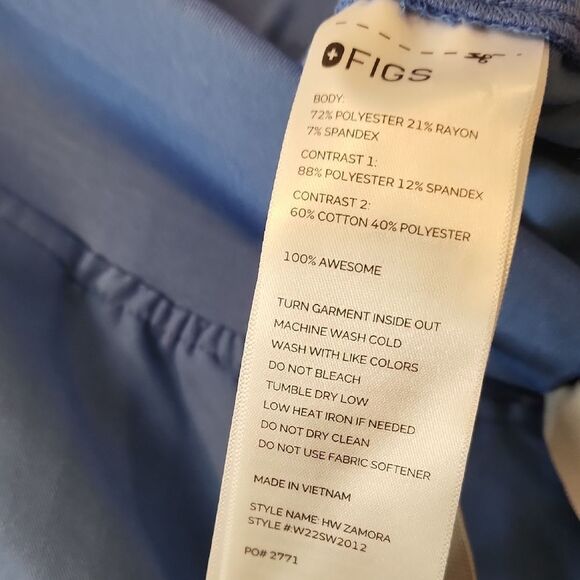 FIGS
BODY:
72% POLYESTER 21% RAYON
7% SPANDEX
CONTRAST 1:
88% POLYESTER 12% SPANDEX
CONTRAST 2:
60% COTTON 40% POLYESTER
100% AWESOME
TURN GARMENT INSIDE OUT
MACHINE WASH COLD
WASH WITH LIKE COLORS
DO NOT BLEACH
TUMBLE DRY LOW
LOW HEAT IRON IF NEEDED
DO NOT DRY CLEAN
DO NOT USE FABRIC SOFTENER
MADE IN VIETNAM
STYLE NAME: HW ZAMORA
STYLE #:W22SW2012
PO# 2771